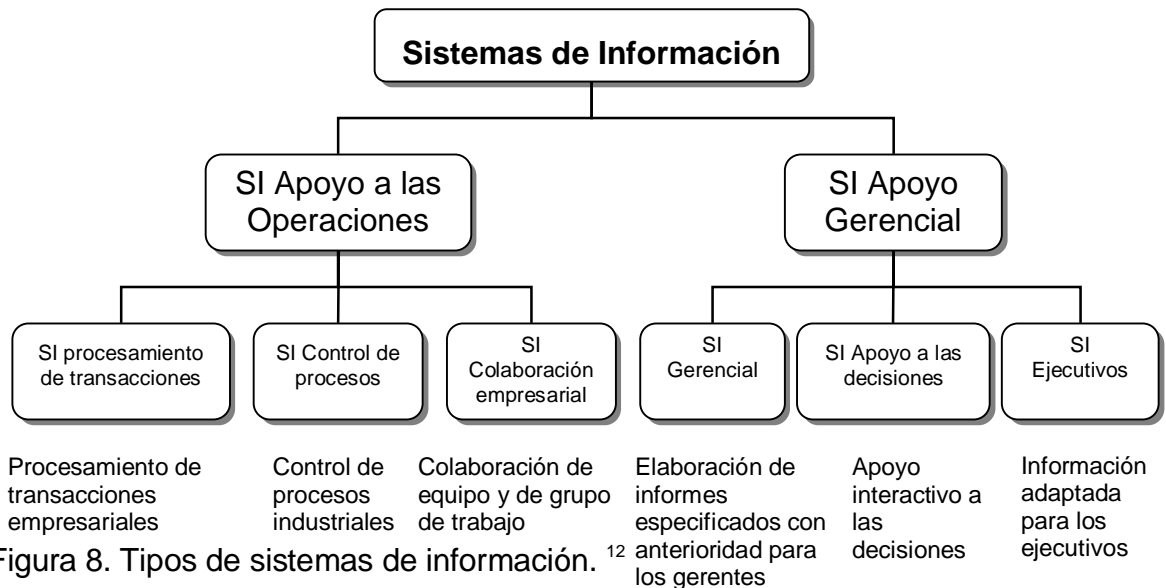 Sistemas de Información
SI Apoyo a las
Operaciones
SI Apoyo
Gerencial
SI procesamiento
de transacciones
SI Control de
procesos
SI
Colaboración
empresarial
SI
Gerencial
SI Apoyo a las
decisiones
SI
Ejecutivos
Procesamiento de
transacciones
empresariales
Control de
procesos
industriales
Colaboración de
equipo y de grupo
de trabajo
Elaboración de
informes
especificados con
anterioridad para
los gerentes
Apoyo
interactivo a
las
decisiones
Información
adaptada
para los
ejecutivos
Figura 8. Tipos de sistemas de información. 12